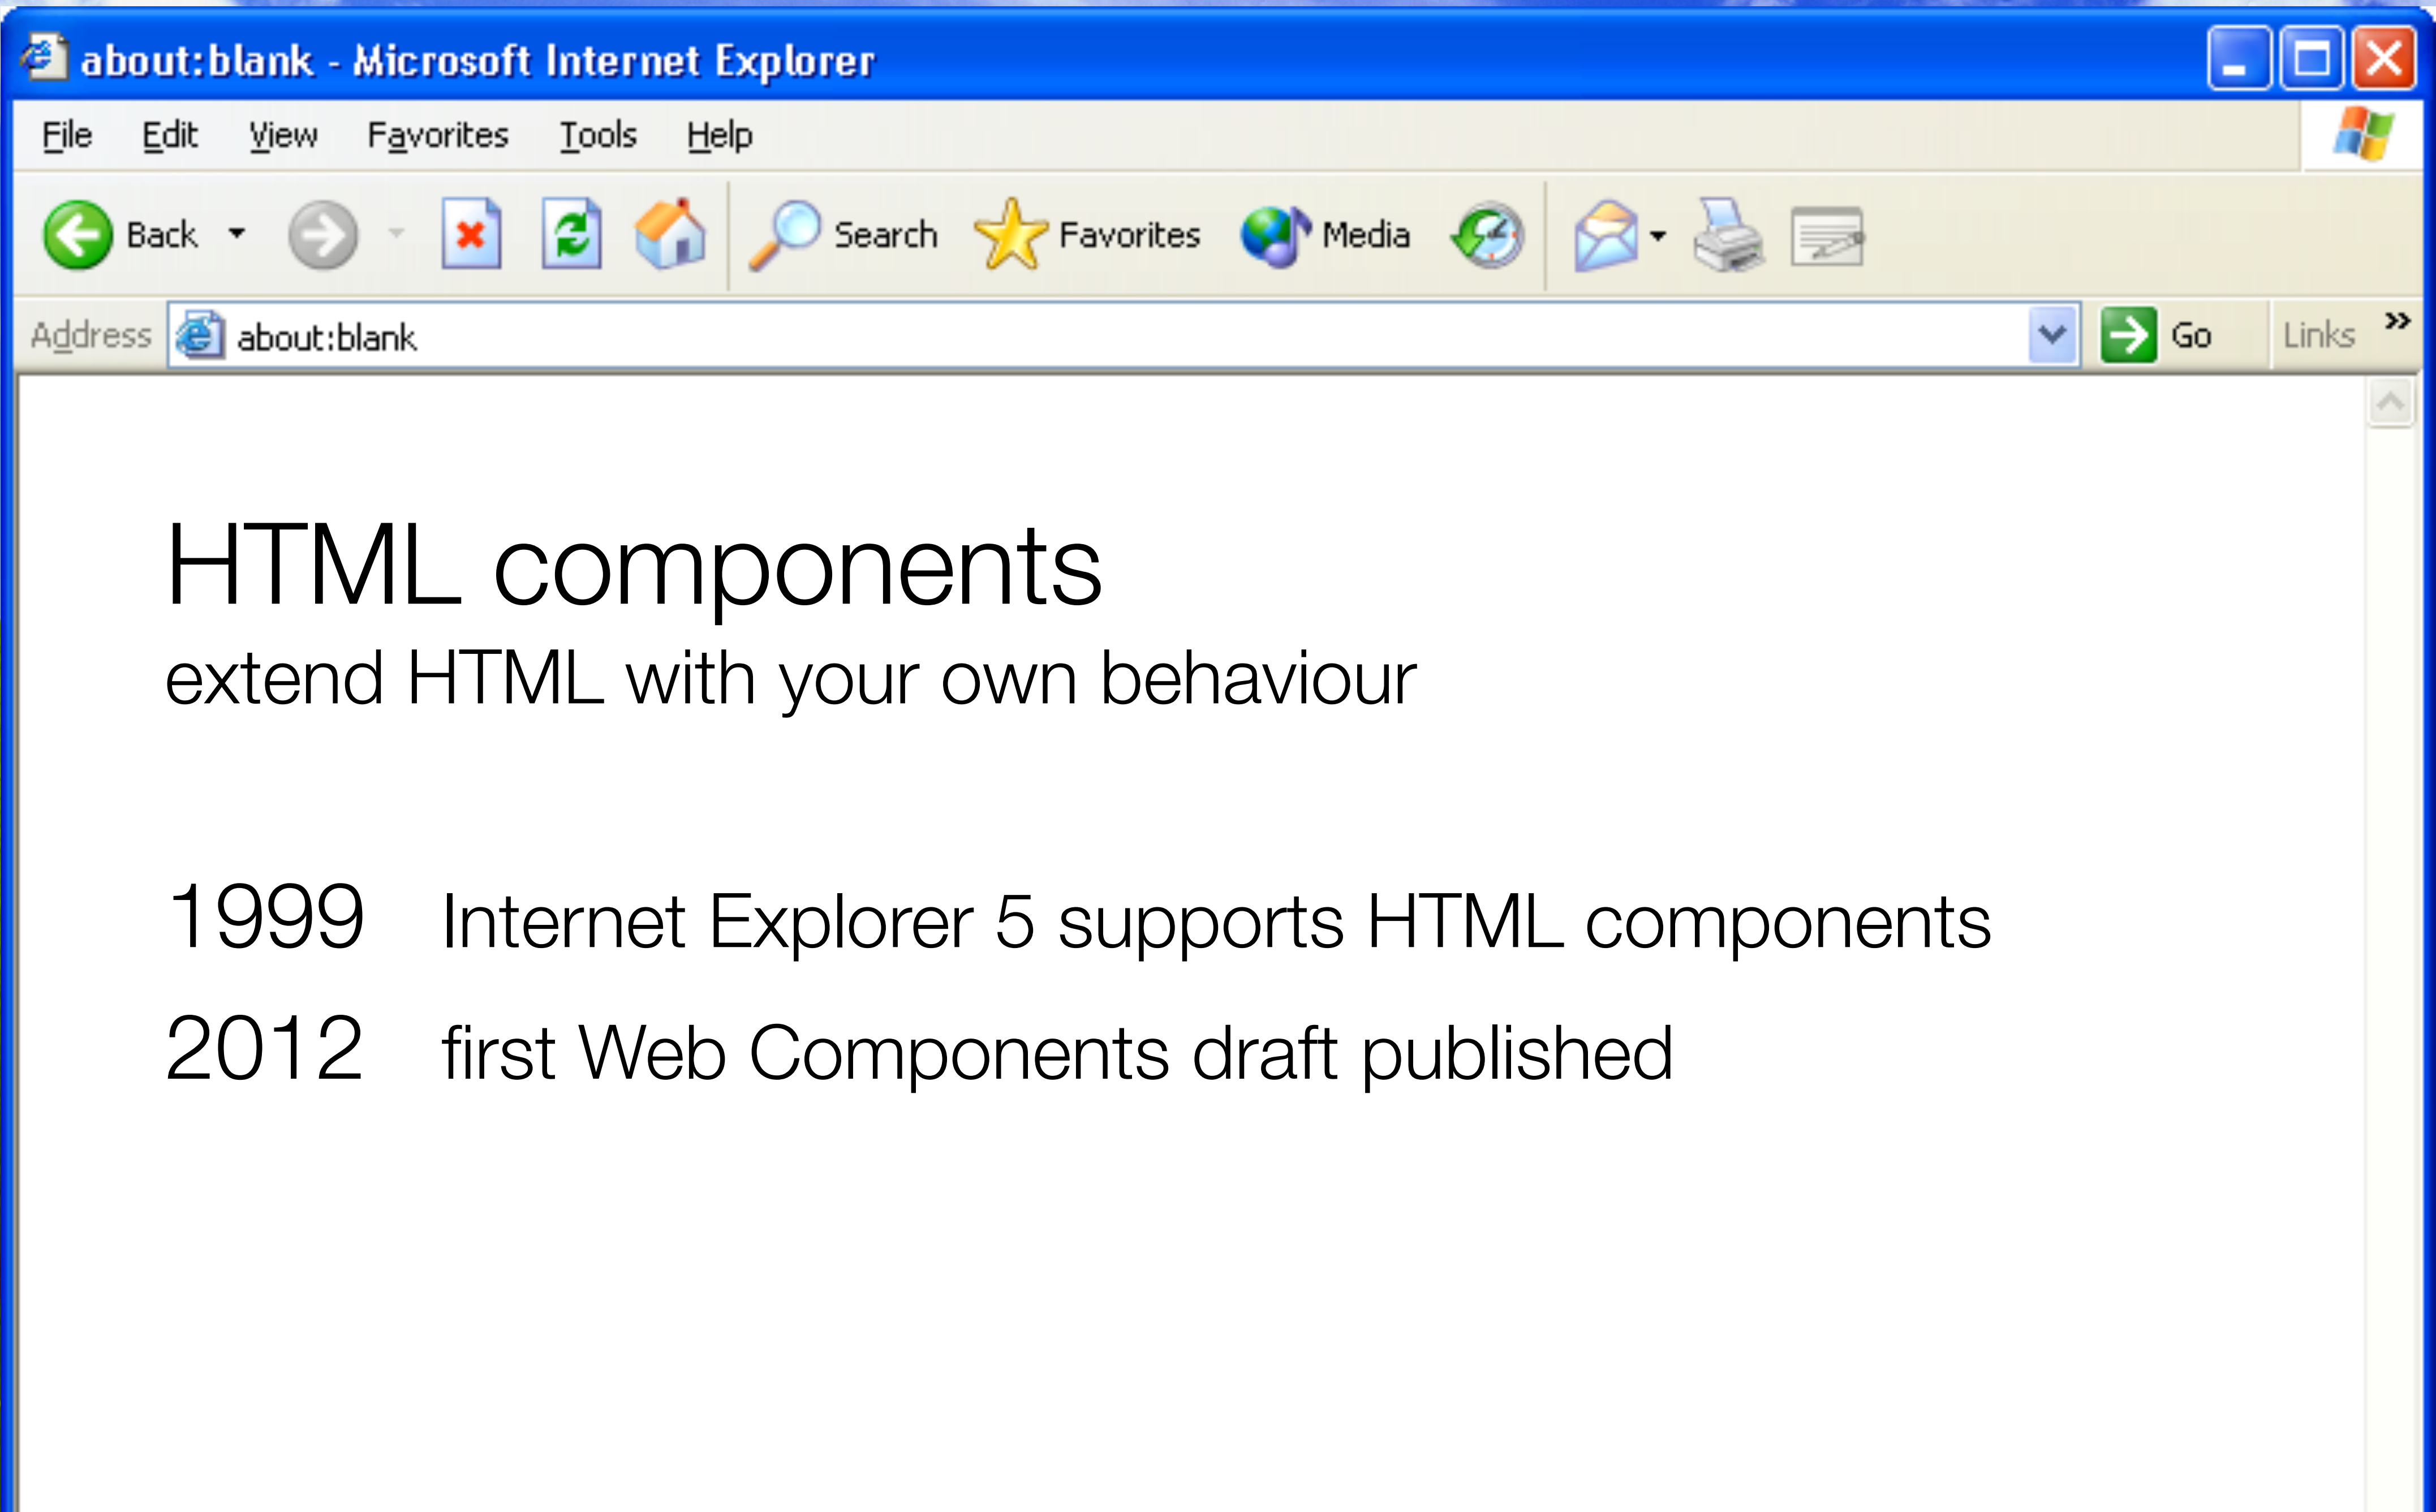 about:blank - Microsoft Internet Explorer
File Edit View Favorites Tools Help
Back Search Favorites Media
Address about:blank Go Links »
HTML components
extend HTML with your own behaviour
1999 Internet Explorer 5 supports HTML components
2012 first Web Components draft published